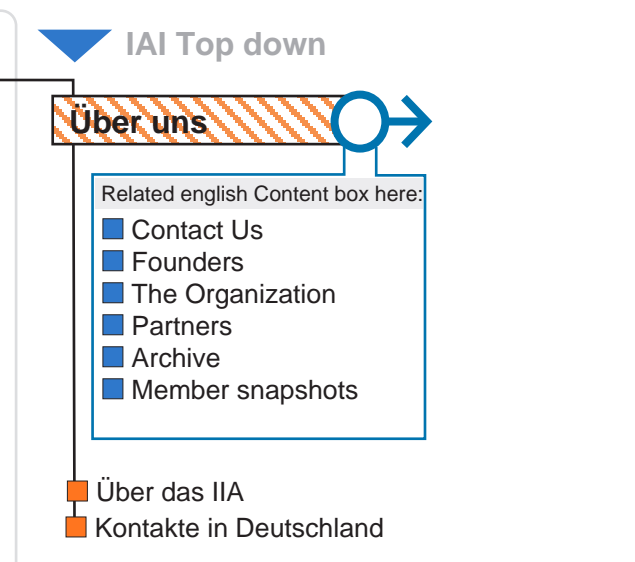 IAI Top down
Über uns
Related english Content box here:
Contact Us
Founders
The Organization
Partners
Archive
Member snapshots
Über das IIA
Kontakte in Deutschland